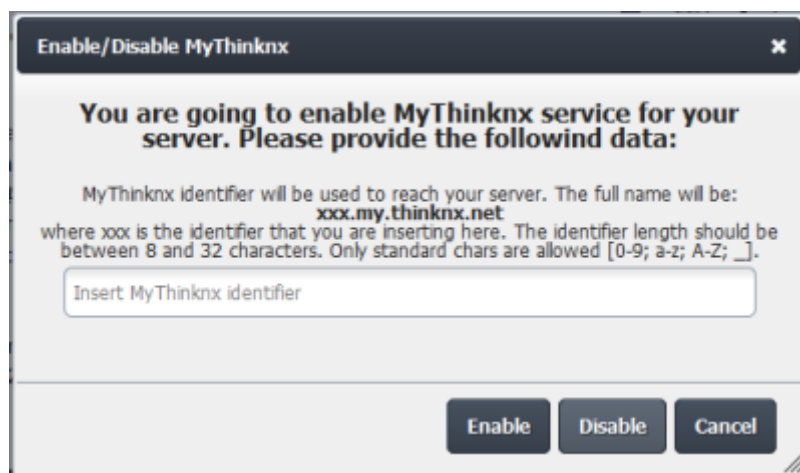 Enable/Disable MyThinknx
You are going to enable MyThinknx service for your
server. Please provide the followind data:
MyThinknx identifier will be used to reach your server. The full name will be:
xxx.my.thinknx.net
where xxx is the identifier that you are inserting here. The identifier length should be
between 8 and 32 characters. Only standard chars are allowed [0-9; a-z; A-Z; _].
Insert MyThinknx identifier
Enable Disable Cancel